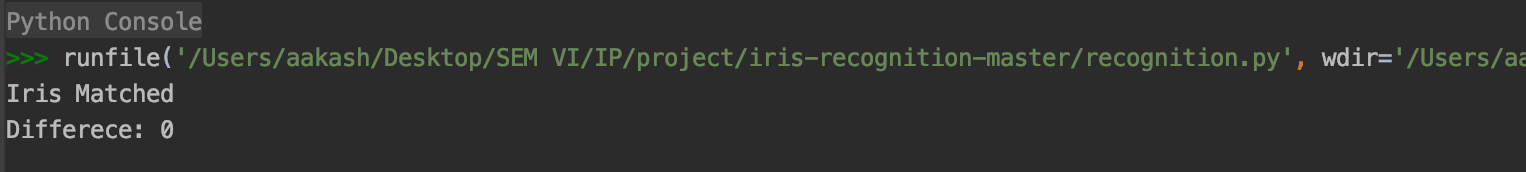 Python Console
>>> runfile('/Users/aakash/Desktop/SEM VI/IP/project/iris-recognition-master/recognition.py', wdir='/Users/aa
Iris Matched
Differece: 0